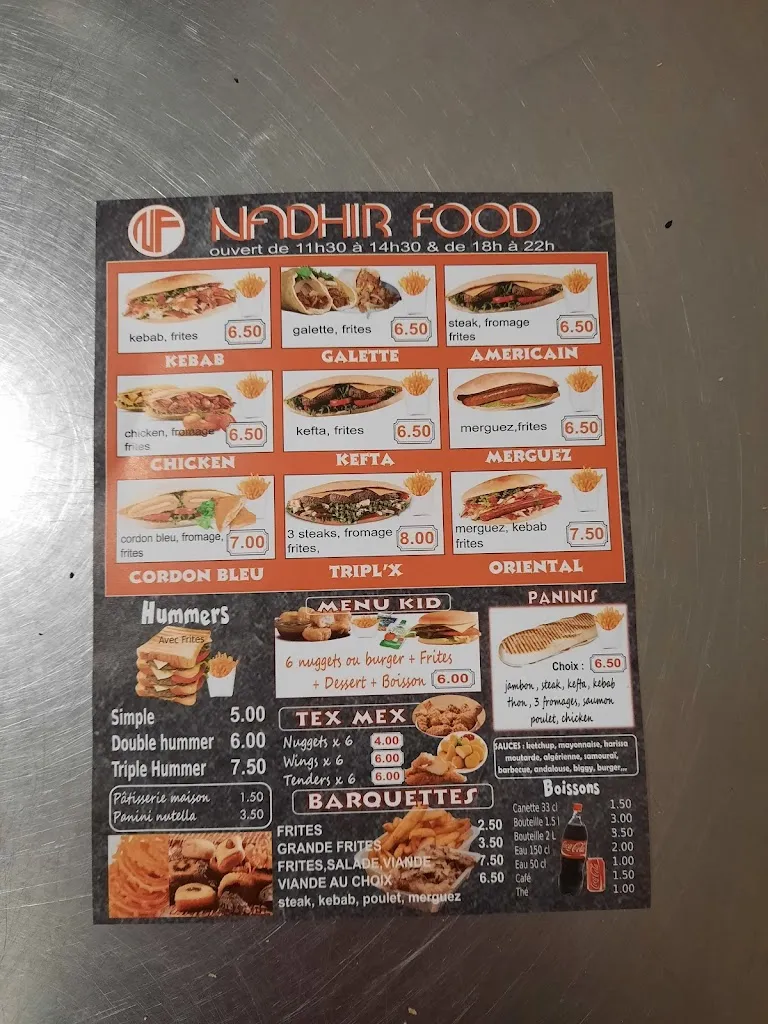 NF NADHIR FOOD
ouvert de 11h30 à 14h30 & de 18h à 22h
kebab, frites 6.50
KEBAB
galette, frites 6.50
GALETTE
steak, fromage
frites 6.50
AMERICAIN
chicken, fromage
frites 6.50
CHICKEN
kefta, frites 6.50
KEFTA
merguez,frites 6.50
MERGUEZ
cordon bleu, fromage,
frites 7.00
CORDON BLEU
3 steaks, fromage
frites, 8.00
TRIPL'X
merguez, kebab
frites 7.50
ORIENTAL
Hummers
Avec Frites
Simple 5.00
Double hummer 6.00
Triple Hummer 7.50
Pâtisserie maison 1.50
Panini nutella 3.50
MENU KID
6 nuggets ou burger + Frites
+ Dessert + Boisson 6.00
TEX MEX
Nuggets x 6 4.00
Wings x 6 6.00
Tenders x 6 6.00
BARQUETTES
FRITES 2.50
GRANDE FRITES 3.50
FRITES,SALADE,VIANDE 7.50
VIANDE AU CHOIX 6.50
steak, kebab, poulet, merguez
PANINIS
Choix : 6.50
jambon, steak, kefta, kebab
thon, 3 fromages, saumon
poulet, chicken
SAUCES : ketchup, mayonnaise, harissa
moutarde, algérienne, samouraï,
barbecue, andalouse, biggy, burger...
Boissons
Canette 33 cl 1.50
Bouteille 1.5 l 3.00
Bouteille 2 L 3.50
Eau 150 cl 2.00
Eau 50 cl 1.00
Café 1.50
Thé 1.00
Coca-Cola